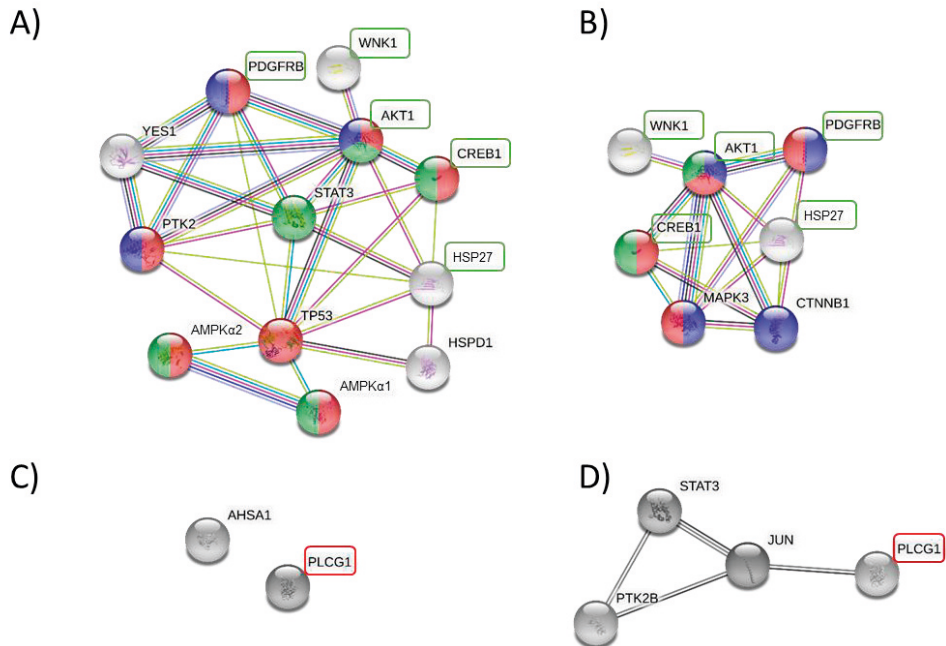 A)
WNK1
PDGFRB
AKT1
YES1
CREB1
STAT3
PTK2
HSP27
TP53
AMPKα2
HSPD1
AMPKα1
B)
PDGFRB
WNK1
AKT1
HSP27
CREB1
MAPK3
CTNNB1
C)
AHSA1
PLCG1
D)
STAT3
JUN
PLCG1
PTK2B